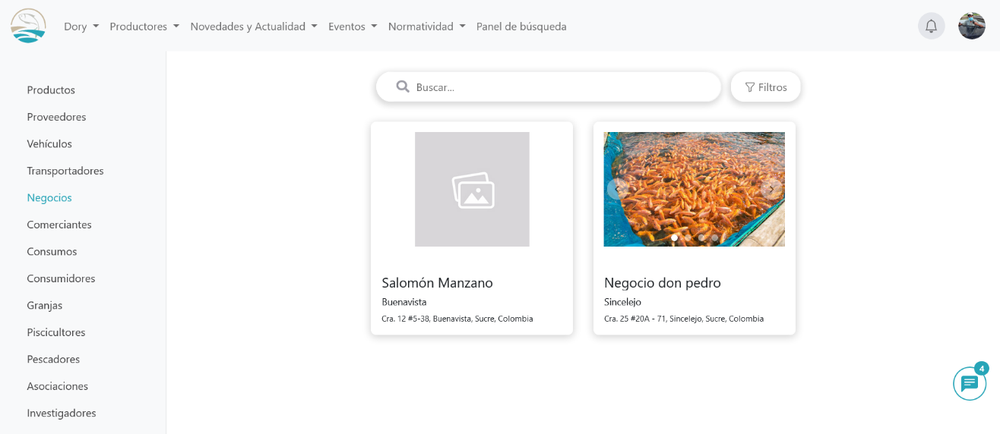 Dory Productores Novedades y Actualidad Eventos Normatividad Panel de búsqueda
Productos
Proveedores
Vehículos
Transportadores
Negocios
Comerciantes
Consumos
Consumidores
Granjas
Piscicultores
Pescadores
Asociaciones
Investigadores
Buscar...
Filtros
Salomón Manzano
Buenavista
Cra. 12 #5-38, Buenavista, Sucre, Colombia
Negocio don pedro
Sincelejo
Cra. 25 #20A - 71, Sincelejo, Sucre, Colombia
4